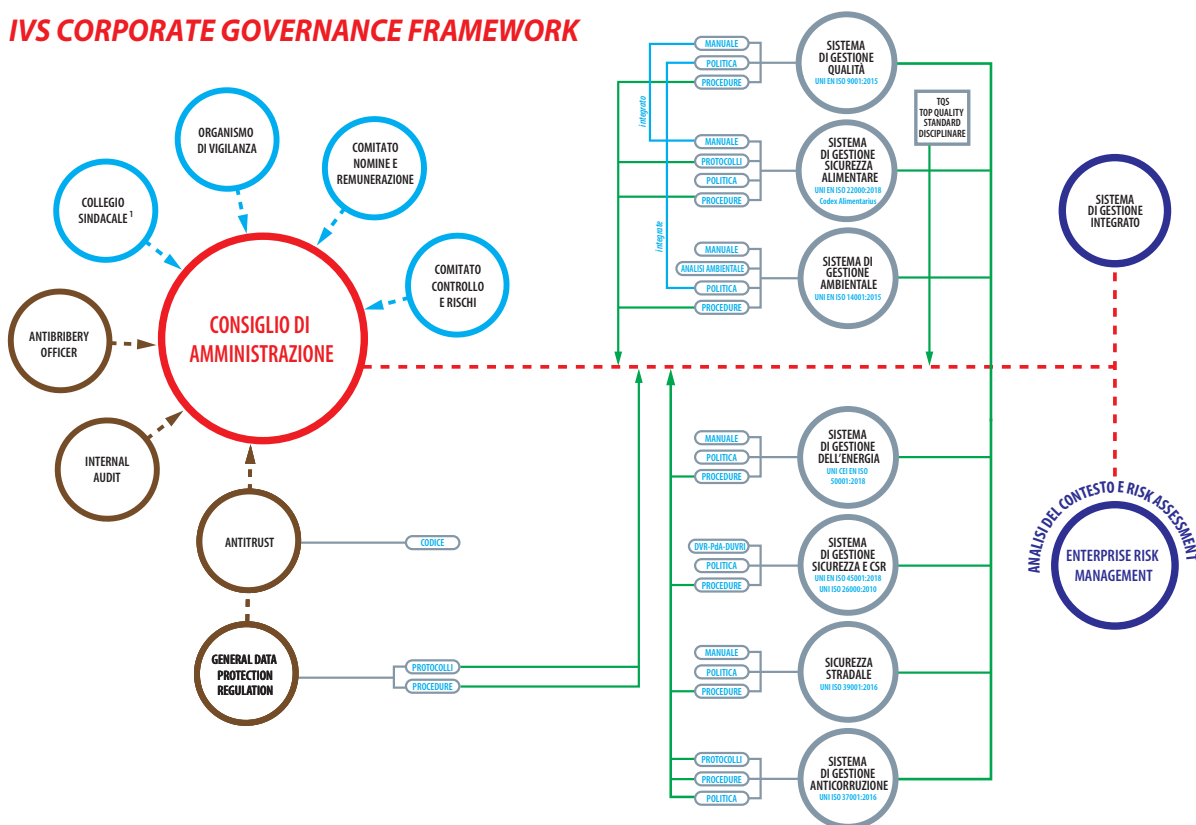 IVS CORPORATE GOVERNANCE FRAMEWORK
ORGANISMO
DI VIGILANZA
COMITATO
NOMINE E
REMUNERAZIONE
COLLEGIO
SINDACALE 1
COMITATO
CONTROLLO
E RISCHI
CONSIGLIO DI
AMMINISTRAZIONE
ANTIBRIBERY
OFFICER
INTERNAL
AUDIT
ANTITRUST
CODICE
GENERAL DATA
PROTECTION
REGULATION
PROTOCOLLI
PROCEDURE
MANUALE
POLITICA
PROCEDURE
SISTEMA
DI GESTIONE
QUALITÀ
UNI EN ISO 9001:2015
integrato
TQS
TOP QUALITY
STANDARD
DISCIPLINARE
MANUALE
PROTOCOLLI
POLITICA
PROCEDURE
SISTEMA
DI GESTIONE
SICUREZZA
ALIMENTARE
UNI EN ISO 22000:2018
Codex Alimentarius
integrate
MANUALE
ANALISI AMBIENTALE
POLITICA
PROCEDURE
SISTEMA DI
GESTIONE
AMBIENTALE
UNI EN ISO 14001:2015
SISTEMA
DI GESTIONE
INTEGRATO
MANUALE
POLITICA
PROCEDURE
SISTEMA
DI GESTIONE
DELL'ENERGIA
UNI CEI EN ISO
50001:2018
DVR-PdA-DUVRI
POLITICA
PROCEDURE
SISTEMA
DI GESTIONE
SICUREZZA E CSR
UNI EN ISO 45001:2018
UNI ISO 26000:2010
ANALISI DEL CONTESTO E RISK ASSESSMENT
ENTERPRISE RISK
MANAGEMENT
MANUALE
POLITICA
PROCEDURE
SICUREZZA
STRADALE
UNI ISO 39001:2016
PROTOCOLLI
PROCEDURE
POLITICA
SISTEMA
DI GESTIONE
ANTICORRUZIONE
UNI ISO 37001:2016